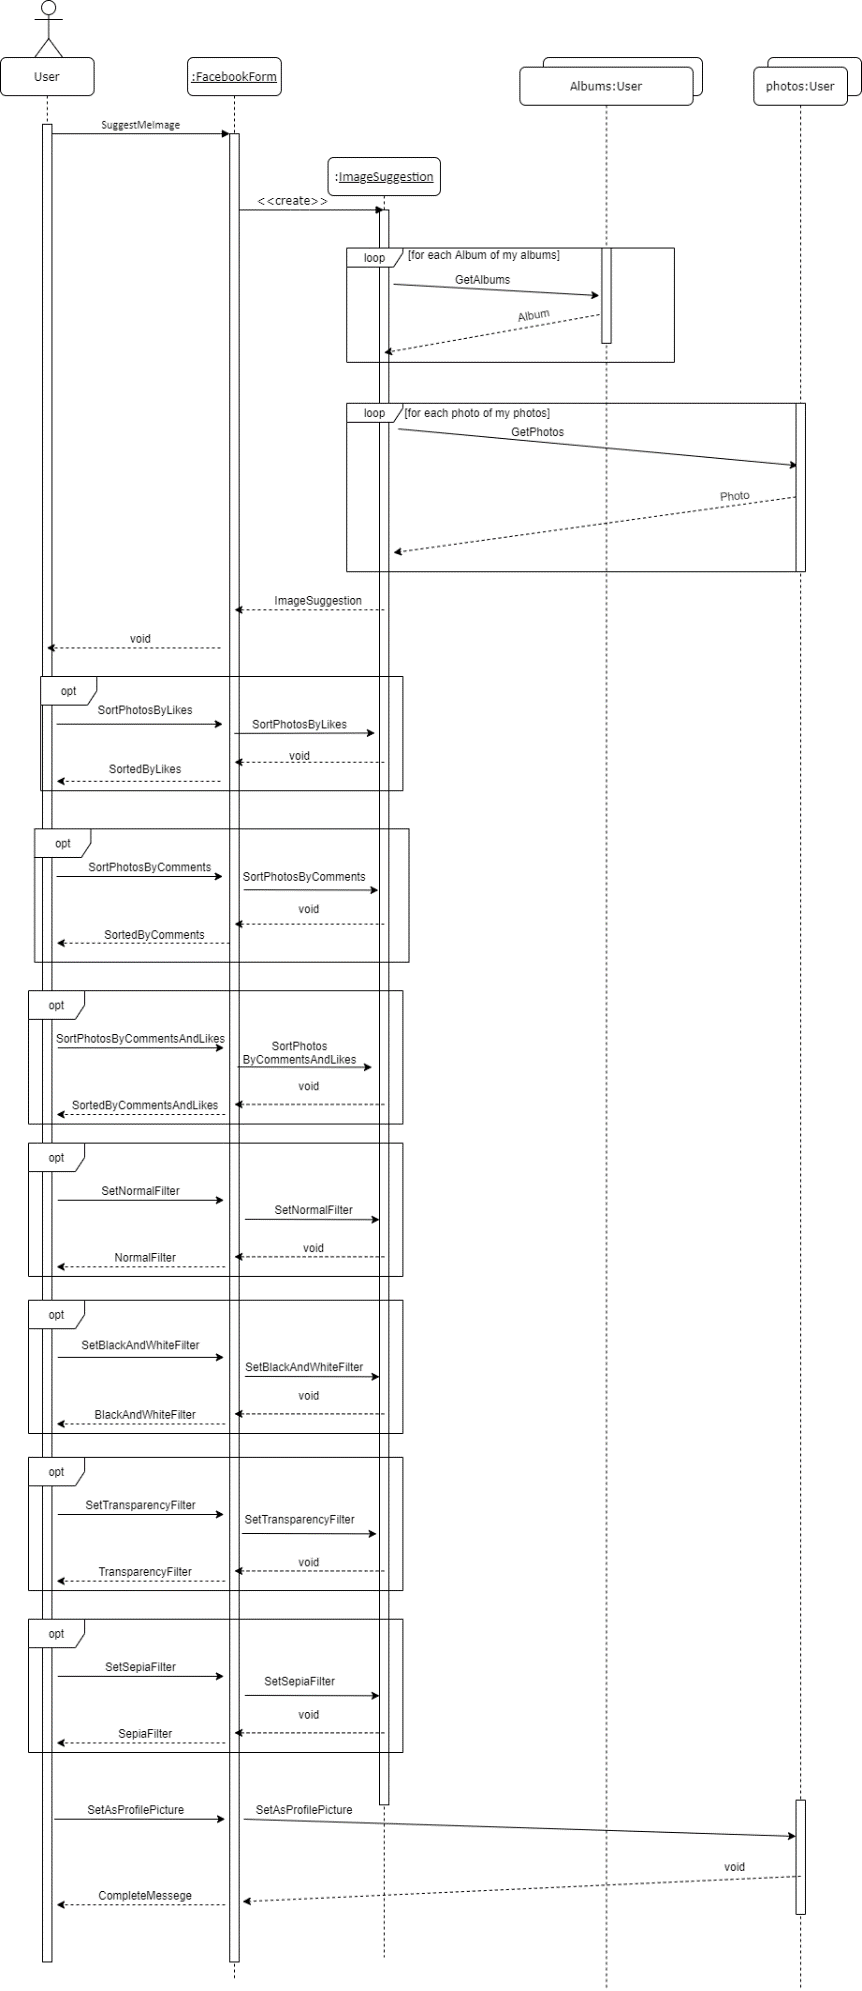 User
:FacebookForm
Albums:User
photos:User
SuggestMeImage
:ImageSuggestion
<<create>>
loop
[for each Album of my albums]
GetAlbums
Album
loop
[for each photo of my photos]
GetPhotos
Photo
ImageSuggestion
void
opt
SortPhotosByLikes
SortPhotosByLikes
void
SortedByLikes
opt
SortPhotosByComments
SortPhotosByComments
void
SortedByComments
opt
SortPhotosByCommentsAndLikes
SortPhotos
ByCommentsAndLikes
void
SortedByCommentsAndLikes
opt
SetNormalFilter
SetNormalFilter
void
NormalFilter
opt
SetBlackAndWhiteFilter
SetBlackAndWhiteFilter
void
BlackAndWhiteFilter
opt
SetTransparencyFilter
SetTransparencyFilter
void
TransparencyFilter
opt
SetSepiaFilter
SetSepiaFilter
void
SepiaFilter
SetAsProfilePicture
SetAsProfilePicture
void
CompleteMessege